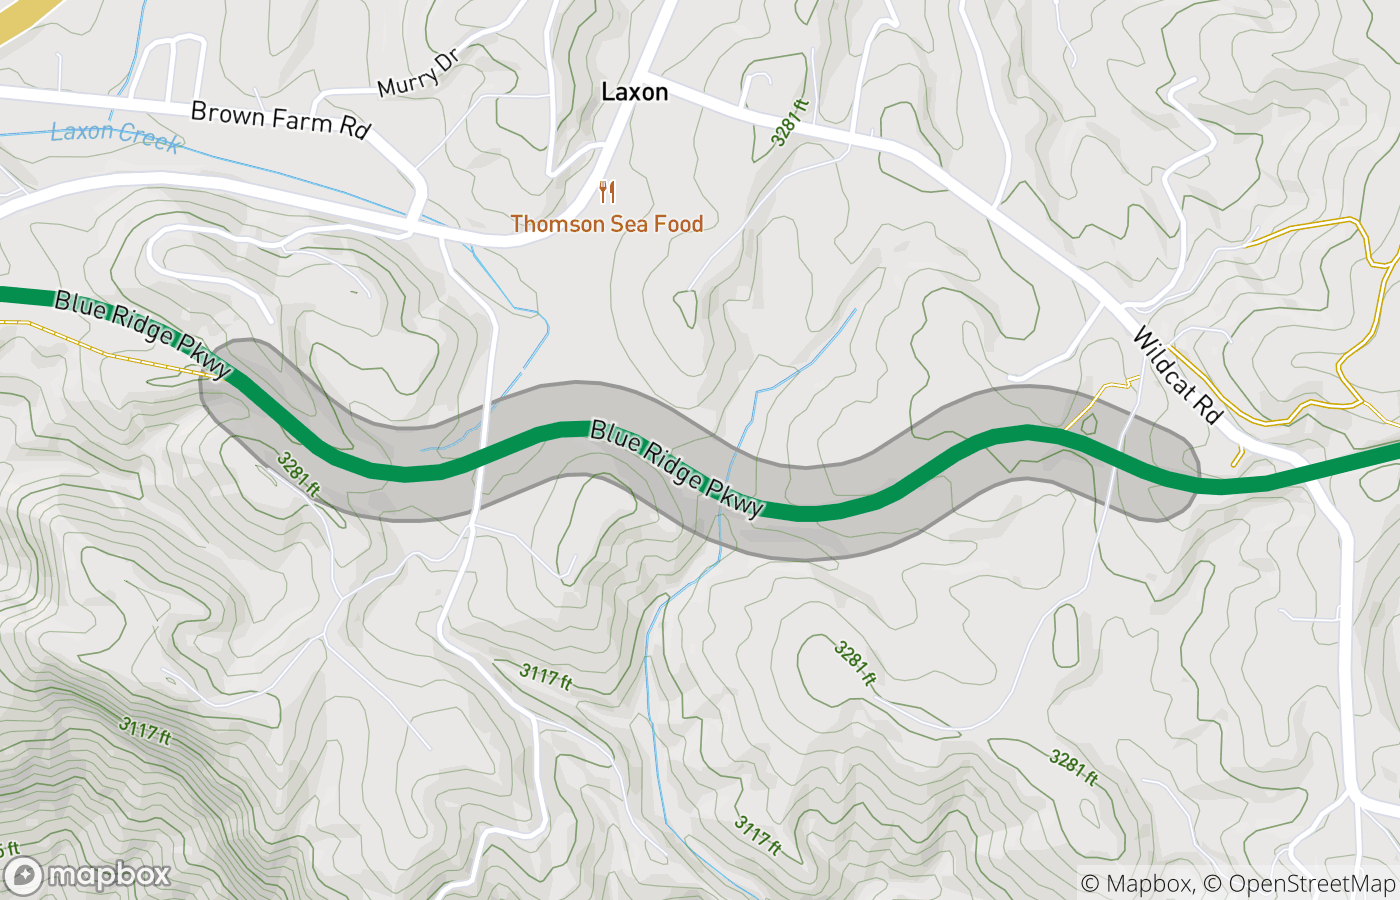 Murry Dr
Laxon
Brown Farm Rd
3281 ft
Laxon Creek
Thomson Sea Food
Blue Ridge Pkwy
Wildcat Rd
Blue Ridge Pkwy
3281 ft
3281 ft
3117 ft
3117 ft
3281 ft
3117 ft
ft
mapbox
© Mapbox, © OpenStreetMap